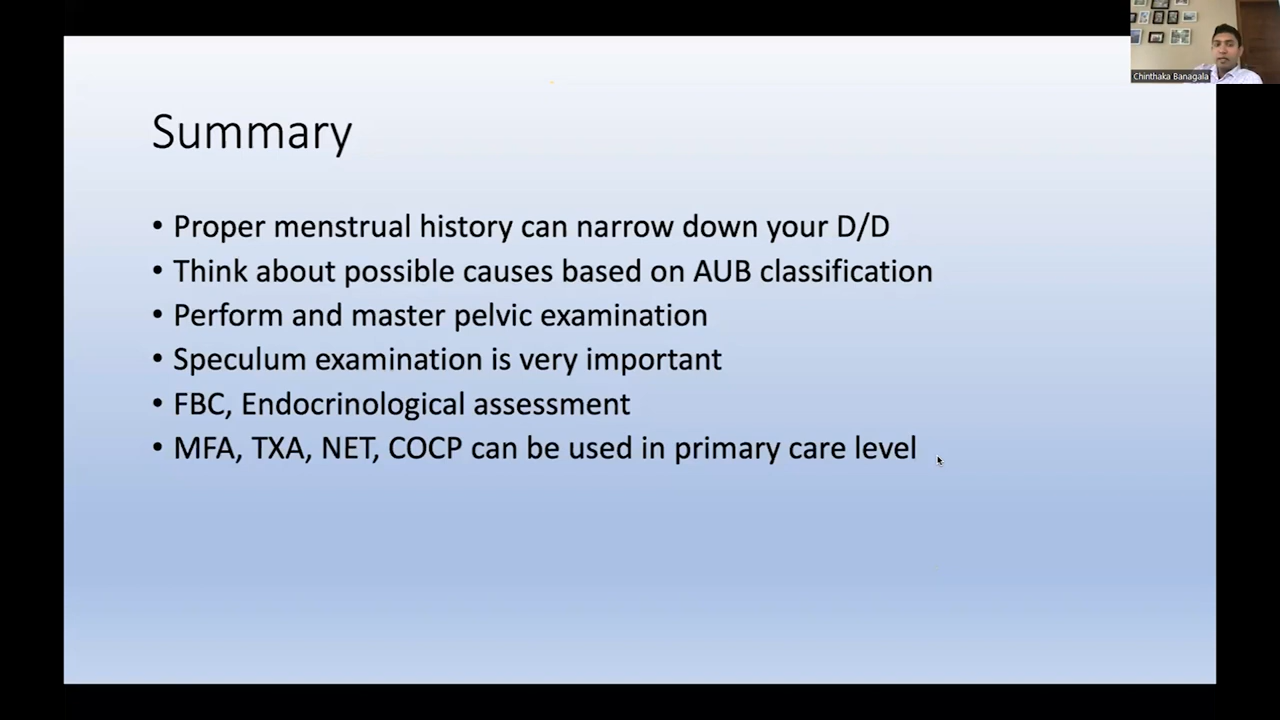 Chinthaka Banagala
Summary
• Proper menstrual history can narrow down your D/D
• Think about possible causes based on AUB classification
• Perform and master pelvic examination
• Speculum examination is very important
• FBC, Endocrinological assessment
• MFA, TXA, NET, COCP can be used in primary care level